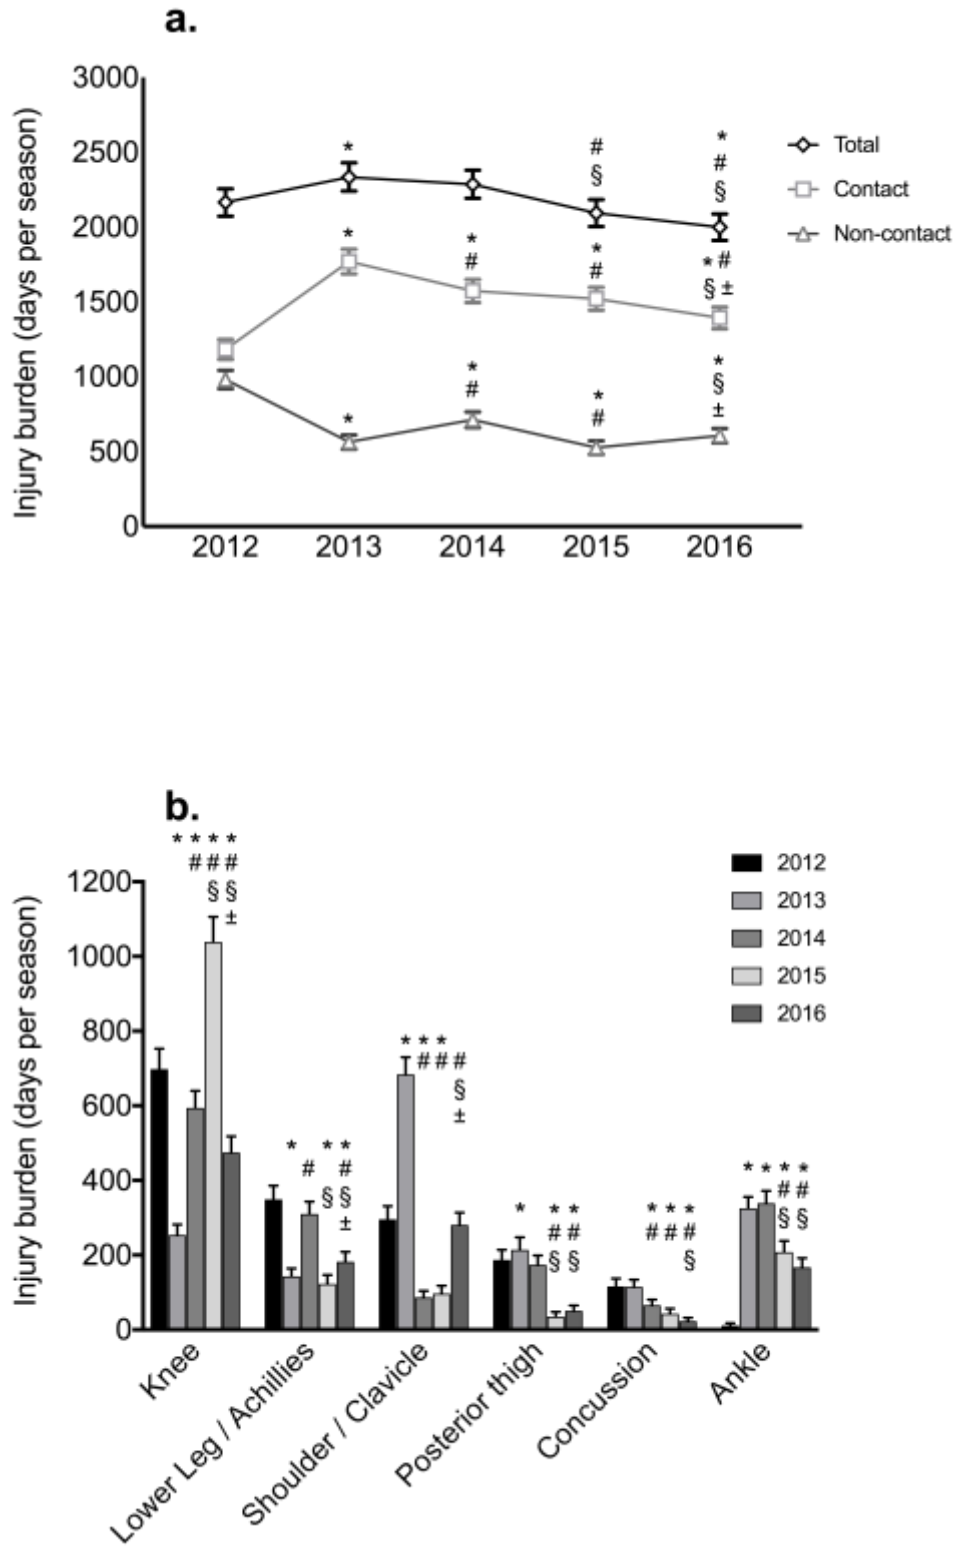 a.
Injury burden (days per season)
3000
2500
2000
1500
1000
500
0
* # *
§ #
§
* * * * #
# # § ±
* * *
* # # §
±
2012 2013 2014 2015 2016
Total
Contact
Non-contact
b.
Injury burden (days per season)
1200
1000
800
600
400
200
0
* * * *
# # #
§ §
±
* * *
# #
§ §
±
* * *
# # #
§
±
* * *
# #
§ §
* * *
# # #
§
* * * *
# #
§ §
Knee
Lower Leg / Achillies
Shoulder / Clavicle
Posterior thigh
Concussion
Ankle
2012
2013
2014
2015
2016